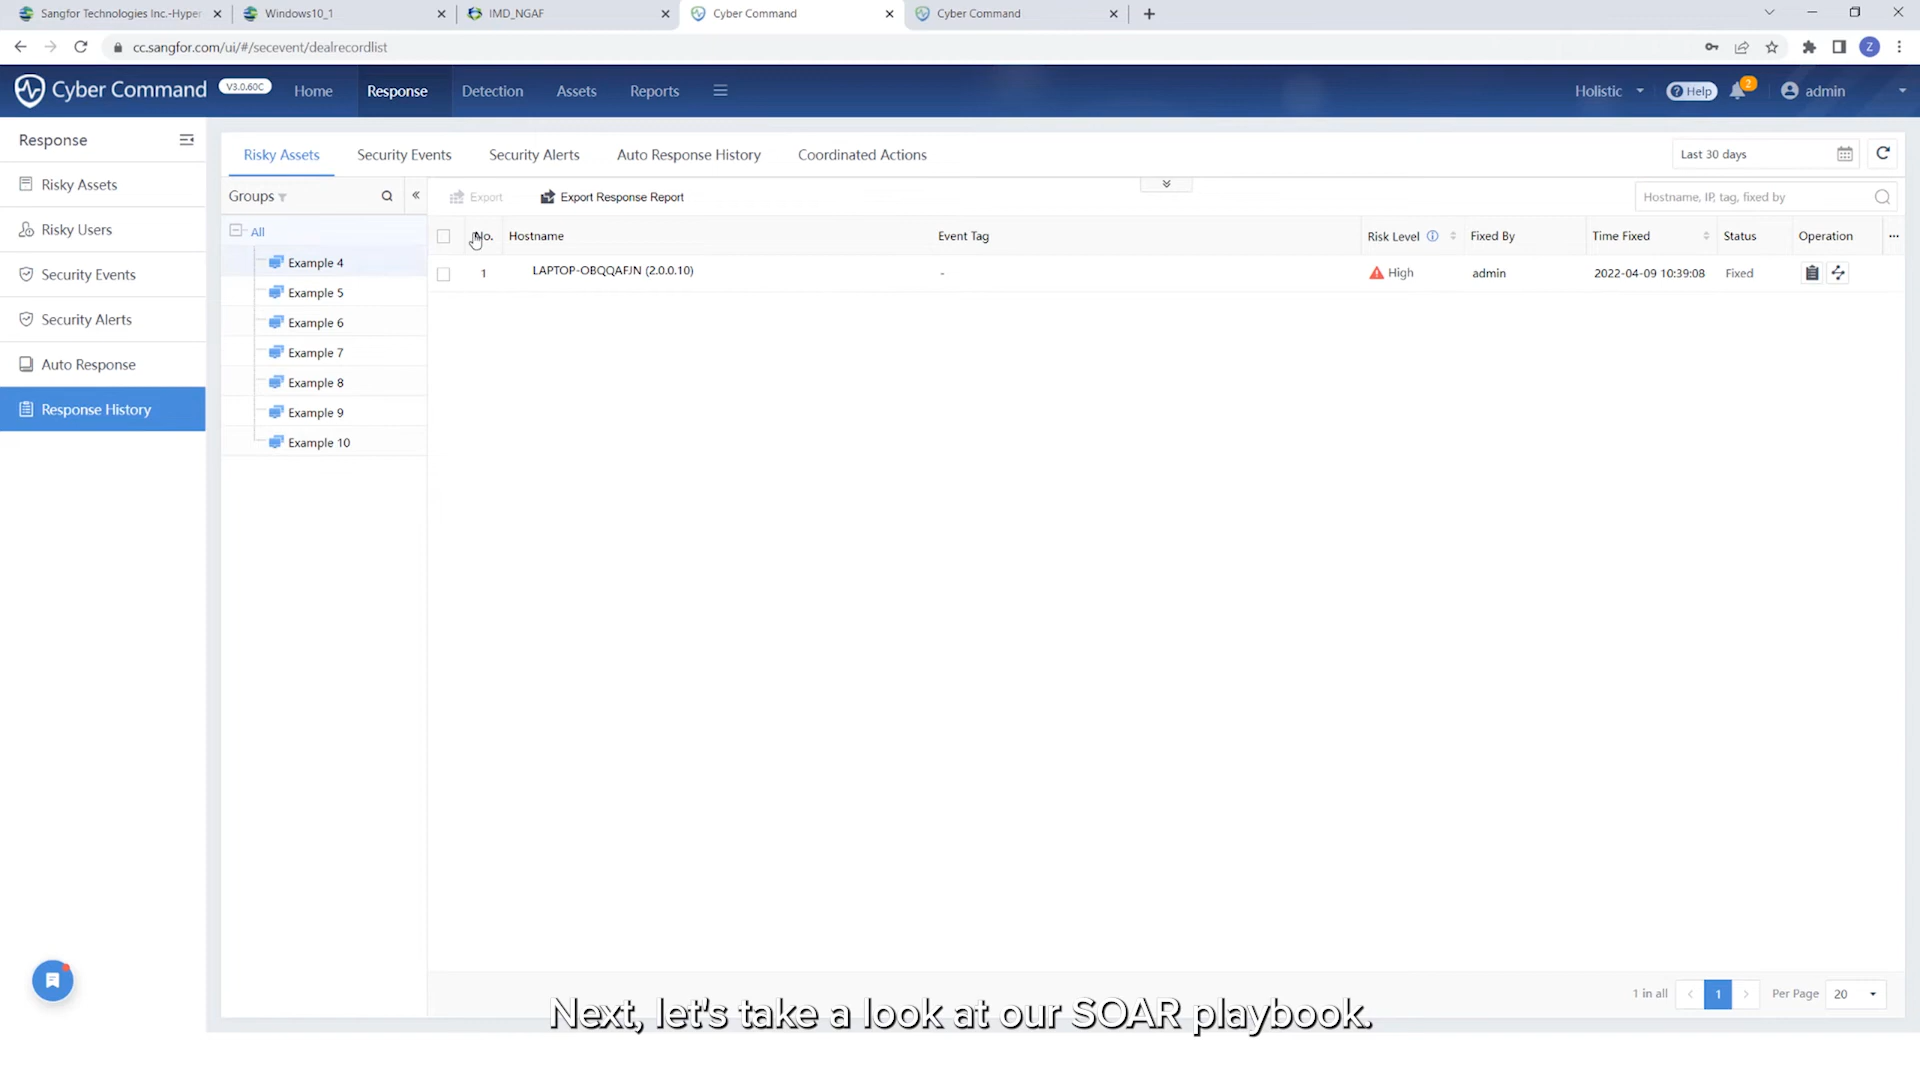 Sangfor Technologies Inc.-Hyper
Windows10_1
IMD_NGAF
Cyber Command
Cyber Command
cc.sangfor.com/ui/#/secevent/dealrecordlist
Z
Cyber Command V3.0.60C
Home
Response
Detection
Assets
Reports
Holistic
Help
2
admin
Response
Risky Assets
Risky Users
Security Events
Security Alerts
Auto Response
Response History
Risky Assets
Security Events
Security Alerts
Auto Response History
Coordinated Actions
Last 30 days
Groups
Export
Export Response Report
Hostname, IP, tag, fixed by
All
Example 4
Example 5
Example 6
Example 7
Example 8
Example 9
Example 10
No. Hostname Event Tag Risk Level Fixed By Time Fixed Status Operation
1 LAPTOP-OBQQAFJN (2.0.0.10) - High admin 2022-04-09 10:39:08 Fixed
1 in all 1 Per Page 20
Next, let's take a look at our SOAR playbook.